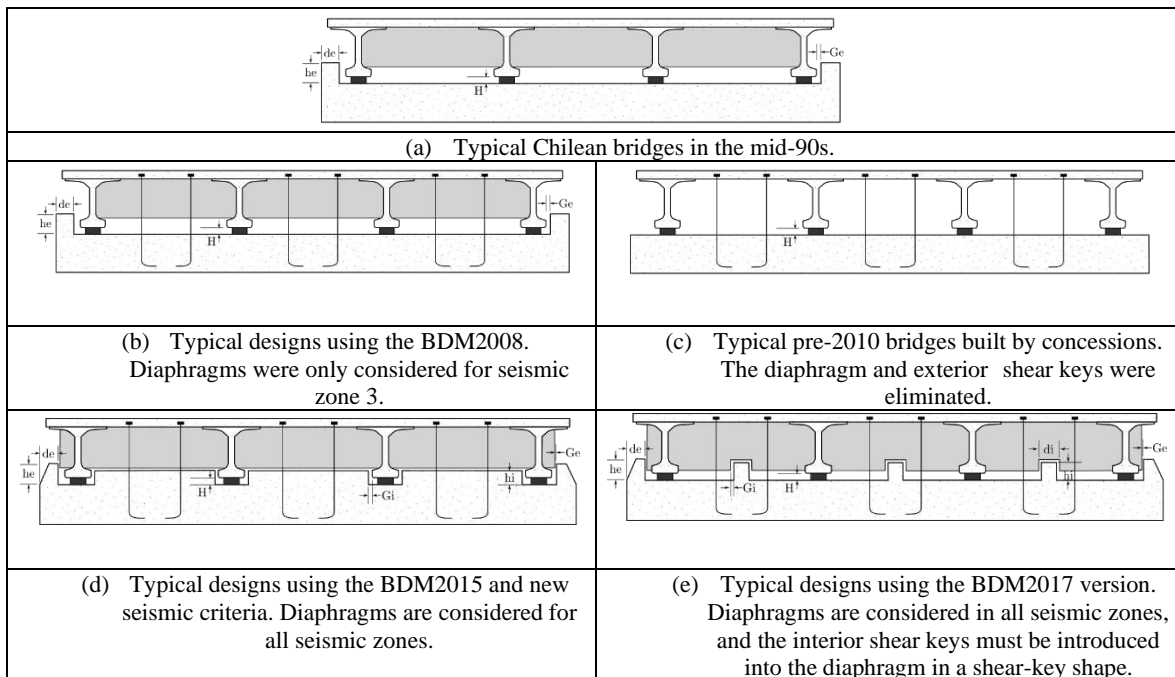 de
Ge
he
H
(a) Typical Chilean bridges in the mid-90s.
de
Ge
he
H
H
(b) Typical designs using the BDM2008.
Diaphragms were only considered for seismic
zone 3.
(c) Typical pre-2010 bridges built by concessions.
The diaphragm and exterior shear keys were
eliminated.
de
Ge
he
H
Gi
hi
de
di
Ge
he
H
Gi
hi
(d) Typical designs using the BDM2015 and new
seismic criteria. Diaphragms are considered for
all seismic zones.
(e) Typical designs using the BDM2017 version.
Diaphragms are considered in all seismic zones,
and the interior shear keys must be introduced
into the diaphragm in a shear-key shape.